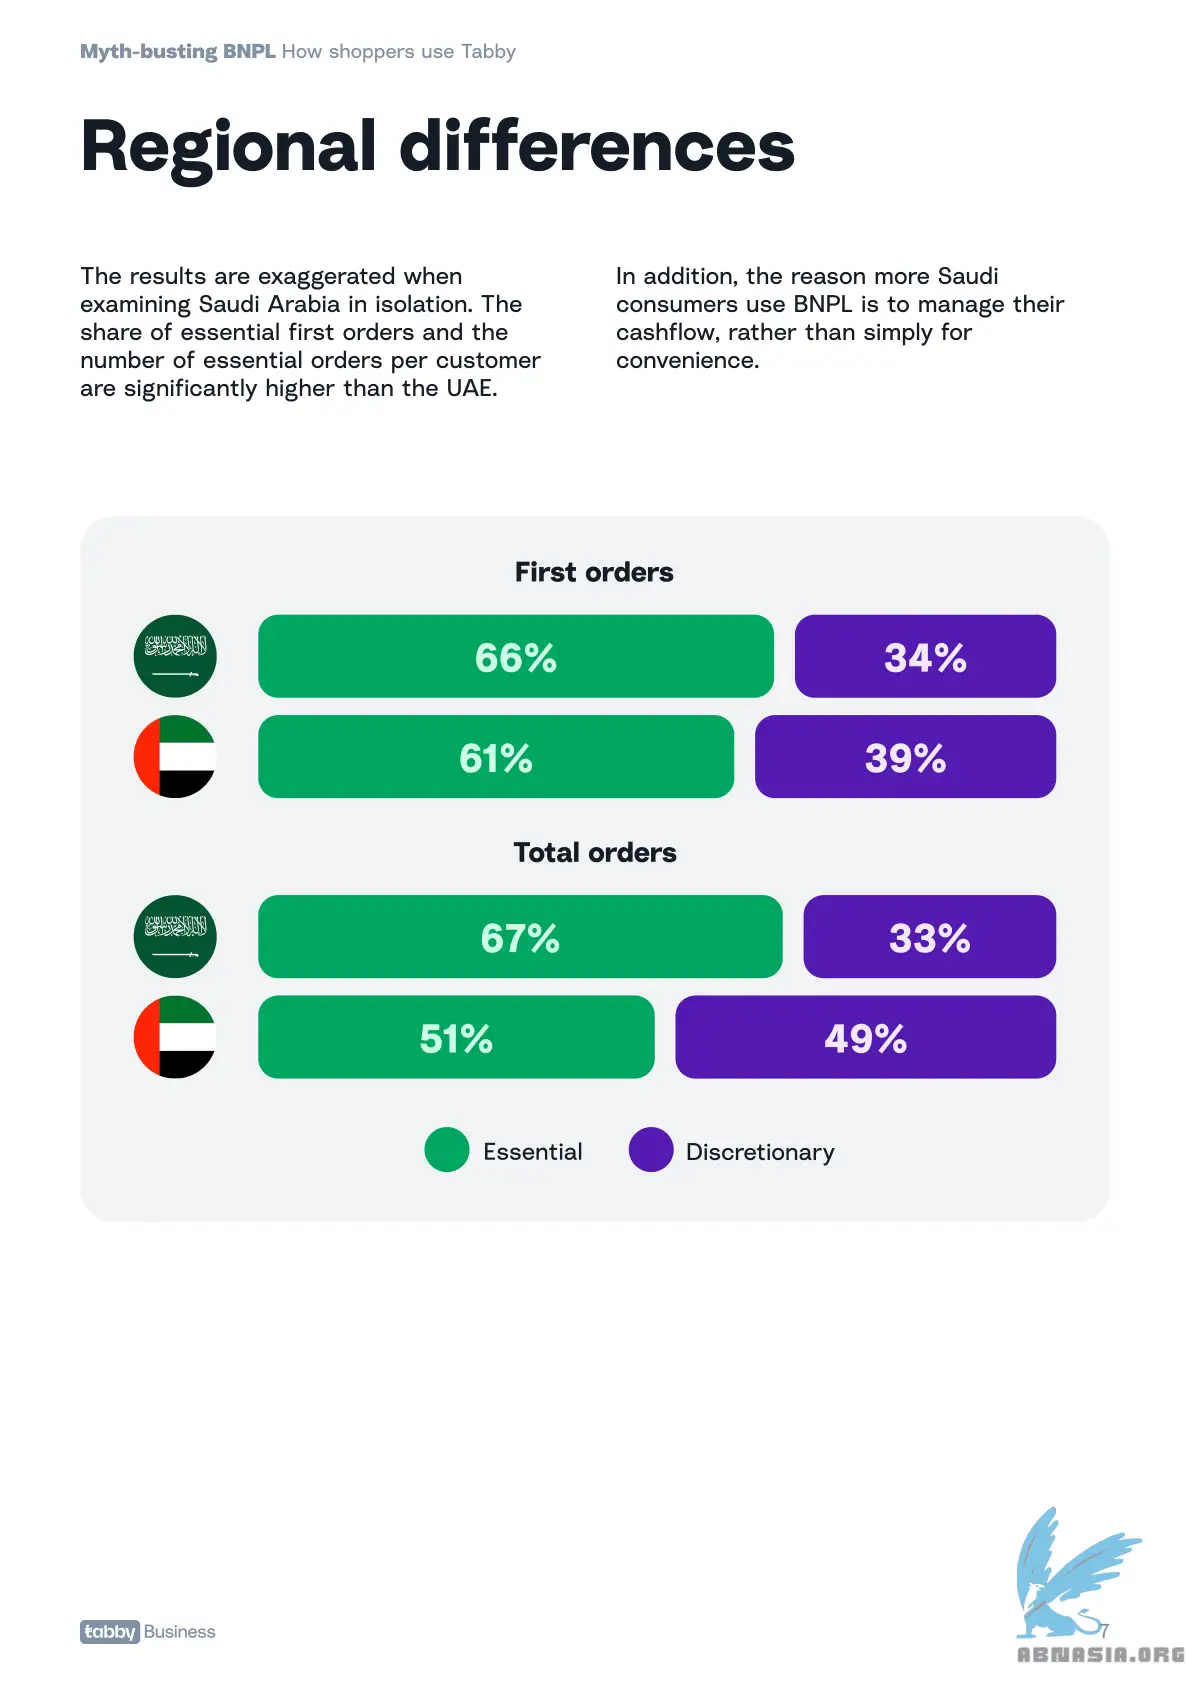 Myth-busting BNPL How shoppers use Tabby
Regional differences
The results are exaggerated when
examining Saudi Arabia in isolation. The
share of essential first orders and the
number of essential orders per customer
are significantly higher than the UAE.
In addition, the reason more Saudi
consumers use BNPL is to manage their
cashflow, rather than simply for
convenience.
First orders
66% 34%
61% 39%
Total orders
67% 33%
51% 49%
Essential Discretionary
tabby Business
7
ABNASIA.ORG